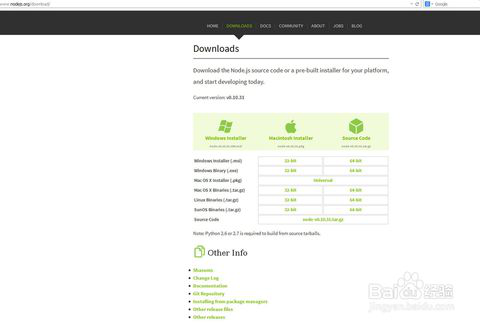 www.nodejs.org/download/
Google
HOME DOWNLOADS DOCS COMMUNITY ABOUT JOBS BLOG
Downloads
Download the Node.js source code or a pre-built installer for your platform,
and start developing today.
Current version: v0.10.31
Windows Installer Macintosh Installer Source Code
Windows Installer (.msi) 32-bit 64-bit
Windows Binary (.exe) 32-bit 64-bit
Mac OS X Installer (.pkg) Universal
Mac OS X Binaries (.tar.gz) 32-bit 64-bit
Linux Binaries (.tar.gz) 32-bit 64-bit
SunOS Binaries (.tar.gz) 32-bit 64-bit
Source Code node-v0.10.31.tar.gz
Note: Python 2.6 or 2.7 is required to build from source tarballs.
Other Info
Shasums
Change Log
Documentation
Git Repository
Installing from package managers
Other release files
Other releases
Baidu 经验
jingyan.baidu.com